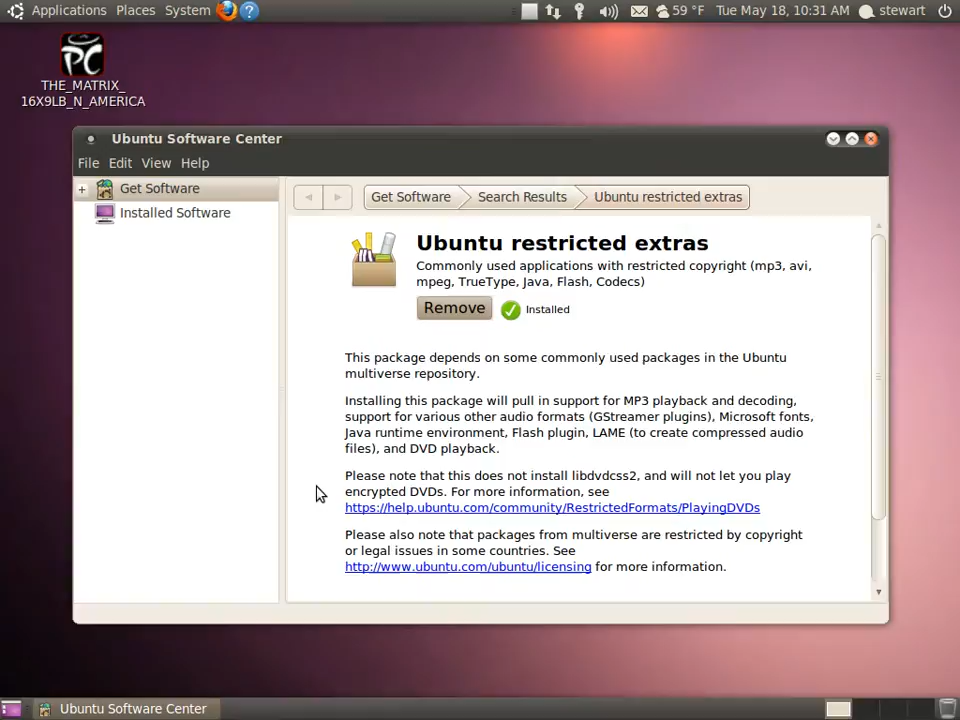 Applications Places System 59 °F Tue May 18, 10:31 AM stewart
PC
THE_MATRIX_
16X9LB_N_AMERICA
Ubuntu Software Center
File Edit View Help
Get Software
Installed Software
Get Software Search Results Ubuntu restricted extras
Ubuntu restricted extras
Commonly used applications with restricted copyright (mp3, avi,
mpeg, TrueType, Java, Flash, Codecs)
Remove Installed
This package depends on some commonly used packages in the Ubuntu
multiverse repository.
Installing this package will pull in support for MP3 playback and decoding,
support for various other audio formats (GStreamer plugins), Microsoft fonts,
Java runtime environment, Flash plugin, LAME (to create compressed audio
files), and DVD playback.
Please note that this does not install libdvdcss2, and will not let you play
encrypted DVDs. For more information, see
https://help.ubuntu.com/community/RestrictedFormats/PlayingDVDs
Please also note that packages from multiverse are restricted by copyright
or legal issues in some countries. See
http://www.ubuntu.com/ubuntu/licensing for more information.
Ubuntu Software Center